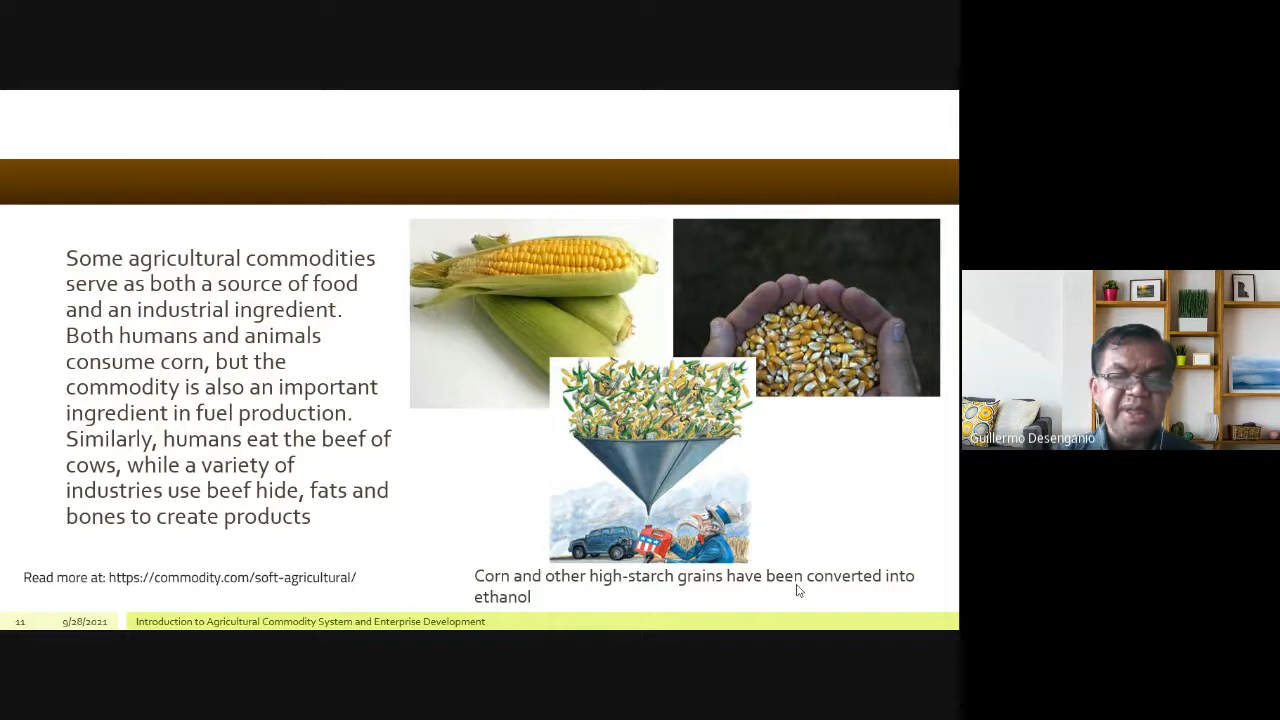 Some agricultural commodities
serve as both a source of food
and an industrial ingredient.
Both humans and animals
consume corn, but the
commodity is also an important
ingredient in fuel production.
Similarly, humans eat the beef of
cows, while a variety of
industries use beef hide, fats and
bones to create products
Read more at: https://commodity.com/soft-agricultural/
Corn and other high-starch grains have been converted into
ethanol
11 9/28/2021 Introduction to Agricultural Commodity System and Enterprise Development
Guillermo Desenganio